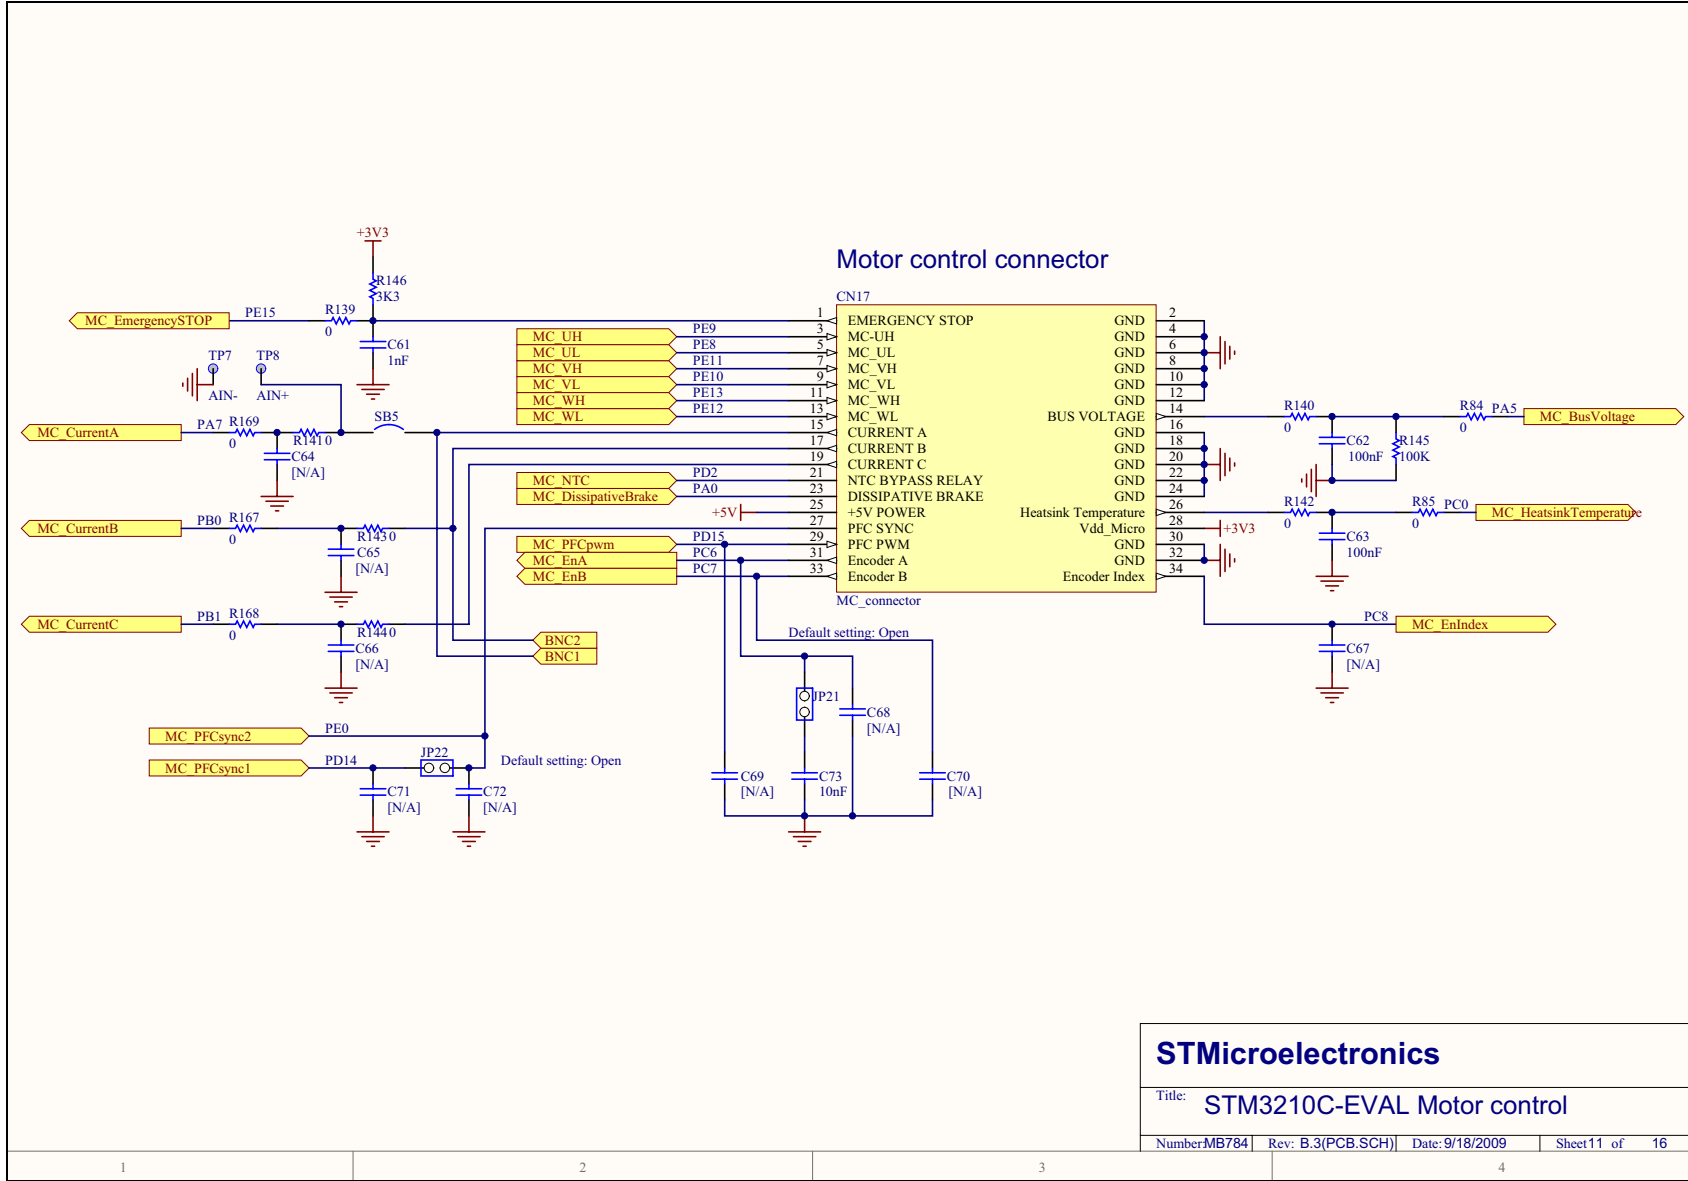 Motor control connector
+3V3
R146
3K3
CN17
MC_EmergencySTOP PE15 R139 0
C61
1nF
TP7 TP8
AIN- AIN+
SB5
MC_CurrentA PA7 R169 0 R141 0
C64
[N/A]
MC_CurrentB PB0 R167 0 R143 0
C65
[N/A]
MC_CurrentC PB1 R168 0 R144 0
C66
[N/A]
MC_UH PE9
MC_UL PE8
MC_VH PE11
MC_VL PE10
MC_WH PE13
MC_WL PE12
MC_NTC PD2
MC_DissipativeBrake PA0
+5V
MC_PFCpwm PD15
MC_EnA PC6
MC_EnB PC7
1 EMERGENCY STOP GND 2
3 MC-UH GND 4
5 MC_UL GND 6
7 MC_VH GND 8
9 MC_VL GND 10
11 MC_WH GND 12
13 MC_WL BUS VOLTAGE 14
15 CURRENT A GND 16
17 CURRENT B GND 18
19 CURRENT C GND 20
21 NTC BYPASS RELAY GND 22
23 DISSIPATIVE BRAKE GND 24
25 +5V POWER Heatsink Temperature 26
27 PFC SYNC Vdd_Micro 28 +3V3
29 PFC PWM GND 30
31 Encoder A GND 32
33 Encoder B Encoder Index 34
MC_connector
R140 0 R84 0 PA5 MC_BusVoltage
C62
100nF
R145
100K
R142 0 R85 0 PC0 MC_HeatsinkTemperature
C63
100nF
PC8 MC_EnIndex
C67
[N/A]
BNC2
BNC1
Default setting: Open
JP21
C68
[N/A]
MC_PFCsync2 PE0
MC_PFCsync1 PD14 JP22
Default setting: Open
C71
[N/A]
C72
[N/A]
C69
[N/A]
C73
10nF
C70
[N/A]
STMicroelectronics
Title: STM3210C-EVAL Motor control
Number:MB784 Rev: B.3(PCB.SCH) Date:9/18/2009 Sheet11 of 16
1 2 3 4